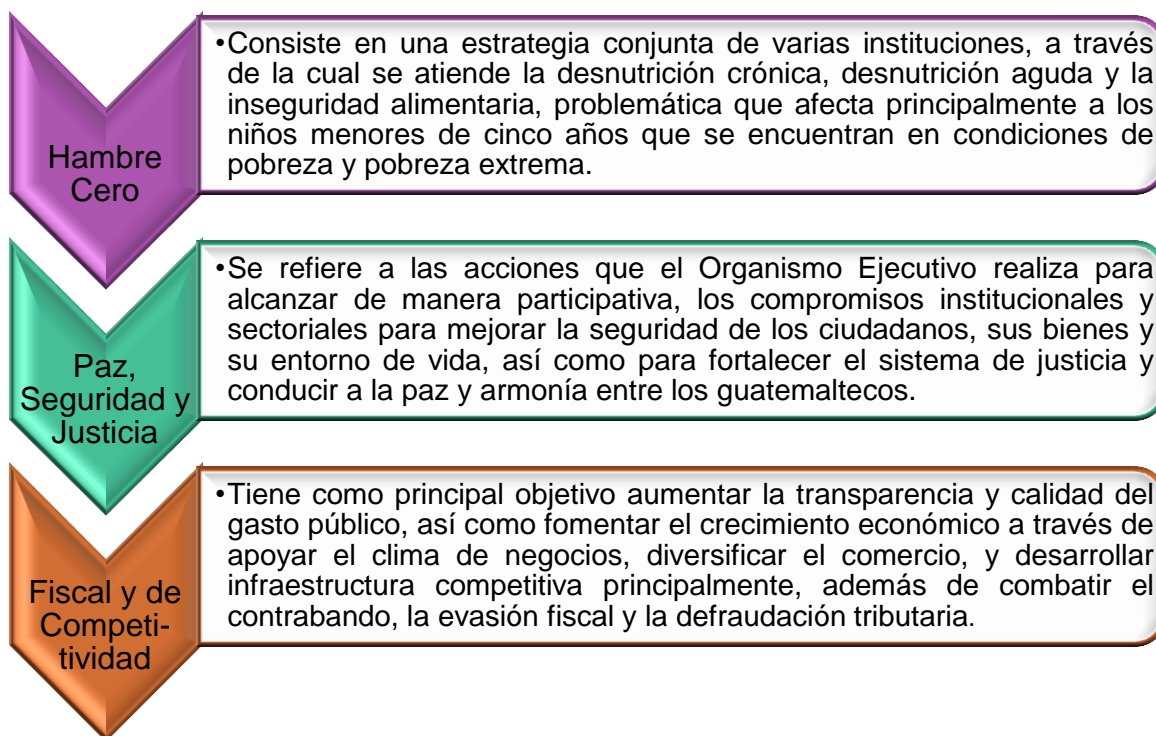 Hambre
Cero
•Consiste en una estrategia conjunta de varias instituciones, a través
de la cual se atiende la desnutrición crónica, desnutrición aguda y la
inseguridad alimentaria, problemática que afecta principalmente a los
niños menores de cinco años que se encuentran en condiciones de
pobreza y pobreza extrema.
Paz,
Seguridad y
Justicia
•Se refiere a las acciones que el Organismo Ejecutivo realiza para
alcanzar de manera participativa, los compromisos institucionales y
sectoriales para mejorar la seguridad de los ciudadanos, sus bienes y
su entorno de vida, así como para fortalecer el sistema de justicia y
conducir a la paz y armonía entre los guatemaltecos.
Fiscal y de
Competi-
tividad
•Tiene como principal objetivo aumentar la transparencia y calidad del
gasto público, así como fomentar el crecimiento económico a través de
apoyar el clima de negocios, diversificar el comercio, y desarrollar
infraestructura competitiva principalmente, además de combatir el
contrabando, la evasión fiscal y la defraudación tributaria.